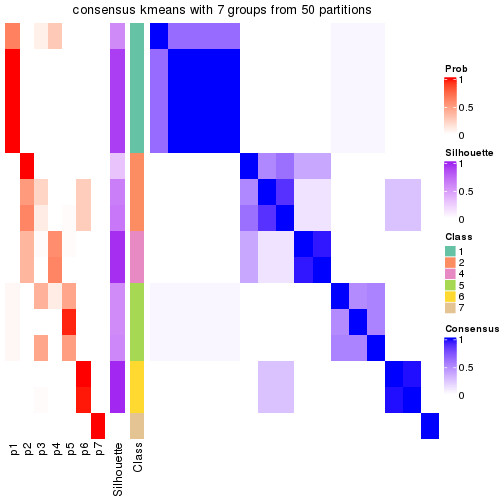 consensus kmeans with 7 groups from 50 partitions
Prob
1
0.5
0
Silhouette
1
0.5
0
Class
1
2
4
5
6
7
Consensus
1
0.5
0
p1
p2
p3
p4
p5
p6
p7
Silhouette
Class